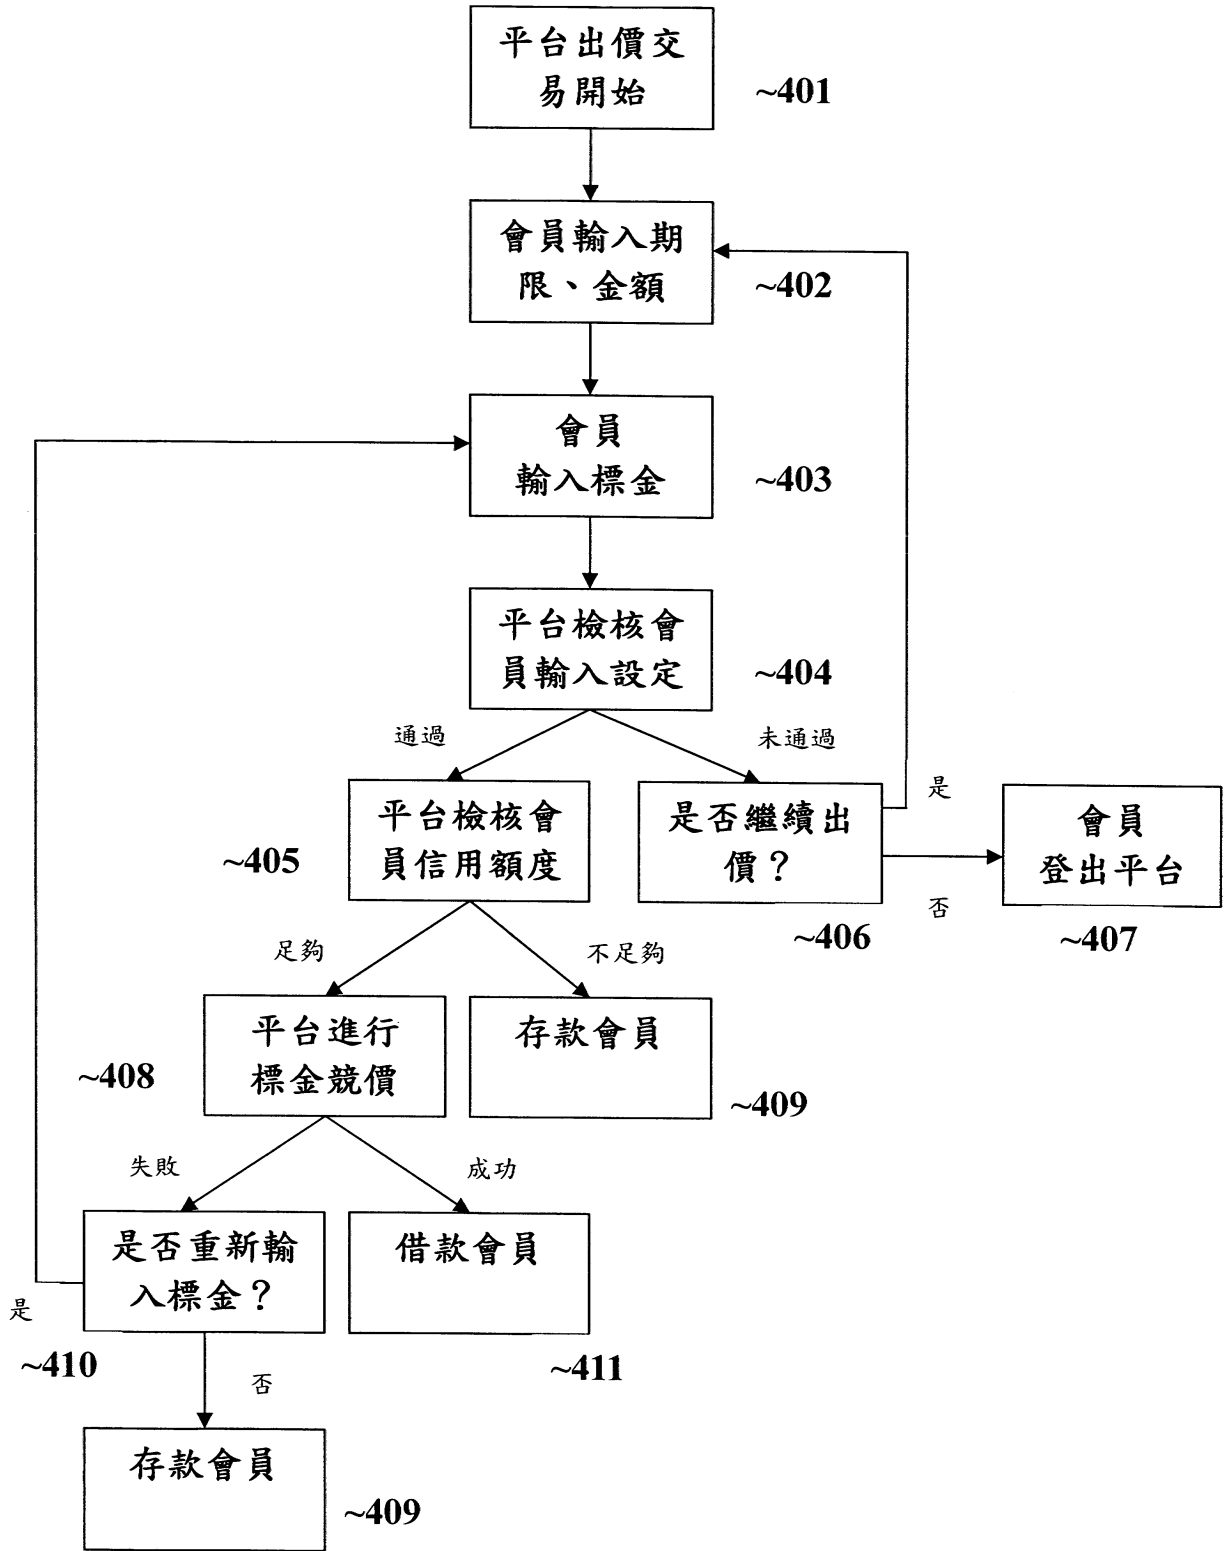 平台出價交
易開始
~401
會員輸入期
限、金額
~402
會員
輸入標金
~403
平台檢核會
員輸入設定
~404
通過
未通過
平台檢核會
員信用額度
~405
是否繼續出
價？
~406
是
否
會員
登出平台
~407
足夠
不足夠
平台進行
標金競價
~408
存款會員
~409
失敗
成功
是否重新輸
入標金？
~410
是
否
借款會員
~411
存款會員
~409